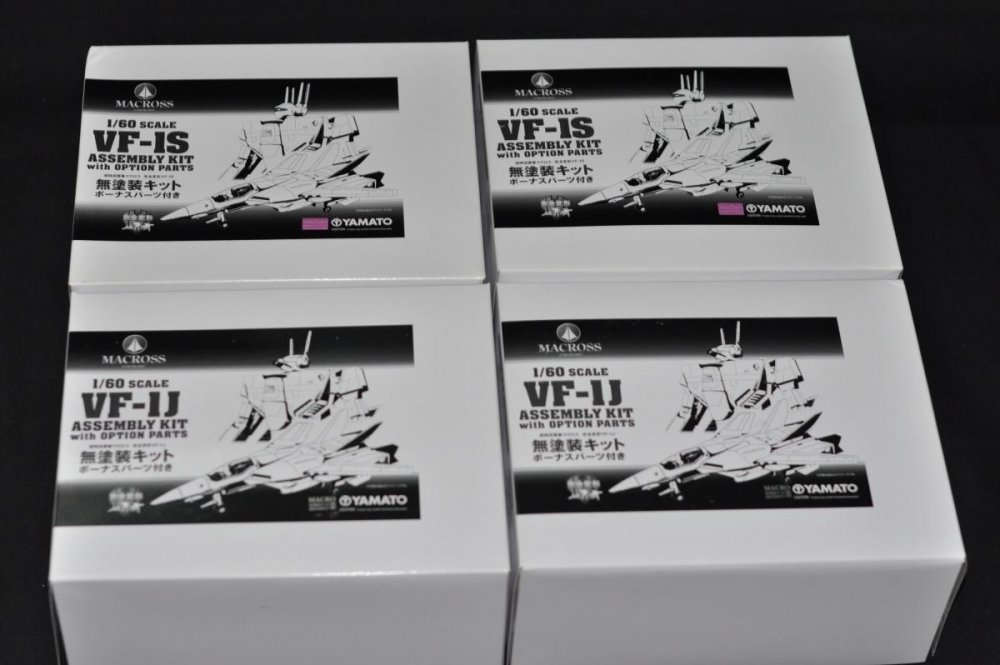 MACROSS
1/60 SCALE
VF-1S
ASSEMBLY KIT
with OPTION PARTS
無塗装キット
ボーナスパーツ付き
YAMATO
MACROSS
1/60 SCALE
VF-1S
ASSEMBLY KIT
with OPTION PARTS
無塗装キット
ボーナスパーツ付き
YAMATO
MACROSS
1/60 SCALE
VF-1J
ASSEMBLY KIT
with OPTION PARTS
無塗装キット
ボーナスパーツ付き
MACRO
YAMATO
MACROSS
1/60 SCALE
VF-1J
ASSEMBLY KIT
with OPTION PARTS
無塗装キット
ボーナスパーツ付き
MACRO
YAMATO